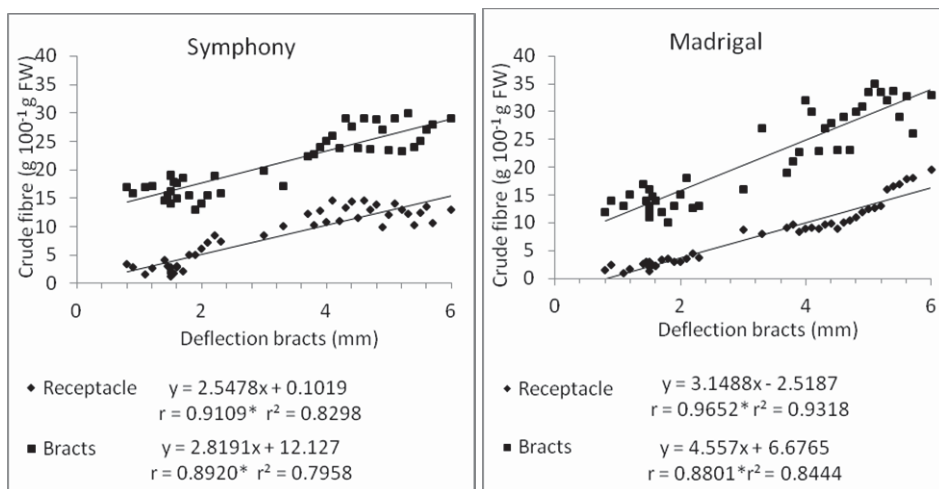 Symphony
Crude fibre (g 100⁻¹ g FW)
40
35
30
25
20
15
10
5
0
0 2 4 6
Deflection bracts (mm)
Receptacle y = 2.5478x + 0.1019
r = 0.9109* r² = 0.8298
Bracts y = 2.8191x + 12.127
r = 0.8920* r² = 0.7958
Madrigal
Crude fibre (g 100⁻¹ g FW)
40
35
30
25
20
15
10
5
0
0 2 4 6
Deflection bracts (mm)
Receptacle y = 3.1488x - 2.5187
r = 0.9652* r² = 0.9318
Bracts y = 4.557x + 6.6765
r = 0.8801*r² = 0.8444